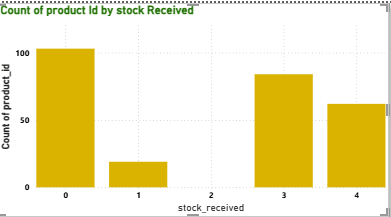 Count of product Id by stock Received
Count of product_id
100
50
0
0 1 2 3 4
stock_received